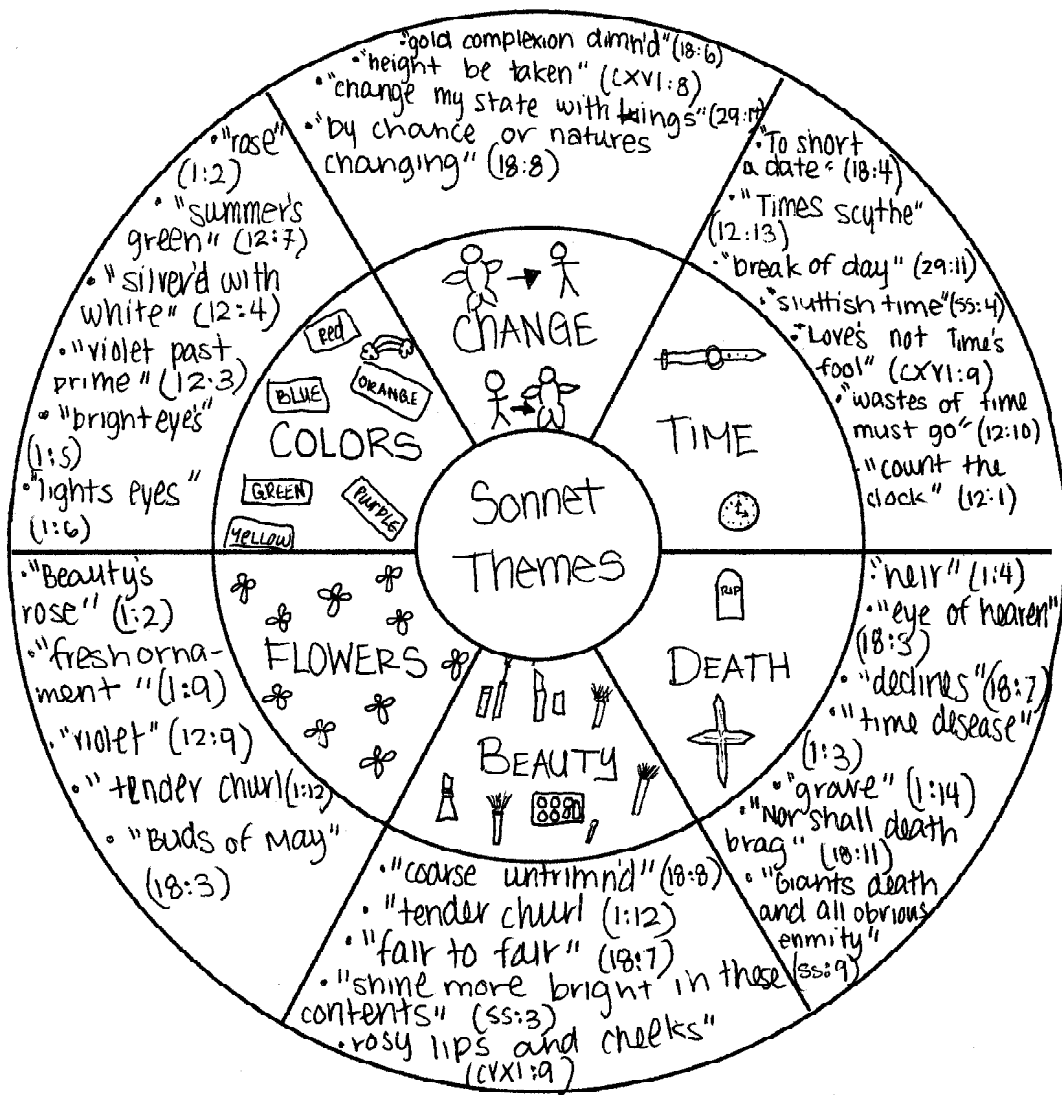 Sonnet
Themes
CHANGE
• "gold complexion dimn'd" (18:6)
• "height be taken" (CXVI:8)
• "change my state with kings" (29:14)
• "by chance or natures
changing" (18:8)
TIME
• "To short
a date" (18:4)
• "Times scythe"
(12:13)
• "break of day" (29:11)
• "sluttish time" (SS:4)
• "Love's not Time's
fool" (CXVI:9)
• "wastes of time
must go" (12:10)
• "count the
clock" (12:1)
DEATH
RIP
• "heir" (1:4)
• "eye of heaven"
(18:3)
• "declines" (18:7)
• "time desease"
(1:3)
• "grave" (1:14)
• "Nor shall death
brag" (18:11)
• "Giants death
and all obvious
enmity"
(SS:9)
BEAUTY
• "coarse untrimn'd" (18:8)
• "tender churl (1:12)
• "fair to fair" (18:7)
• "shine more bright in these
contents" (SS:3)
• rosy lips and cheeks"
(CVXI:9)
FLOWERS
• "Beauty's
rose" (1:2)
• "fresh orna-
ment" (1:9)
• "violet" (12:9)
• "tender churl (1:12)
• "Buds of May"
(18:3)
COLORS
Red
BLUE
ORANGE
GREEN
PURPLE
YELLOW
• "rose"
(1:2)
• "summer's
green" (12:7)
• "silver'd with
white" (12:4)
• "violet past
prime" (12:3)
• "bright eye's"
(1:5)
• "lights eyes"
(1:6)